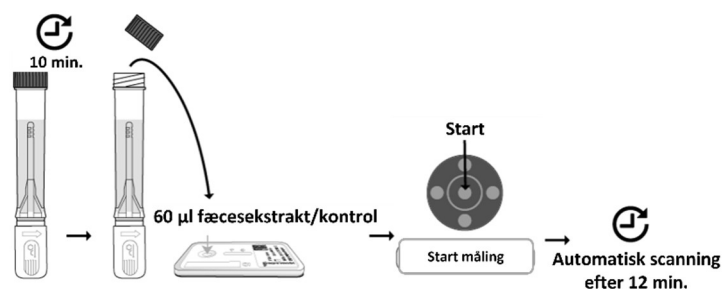 10 min.
60 µl fæcesekstrakt/kontrol
Start
Start måling
Automatisk scanning
efter 12 min.